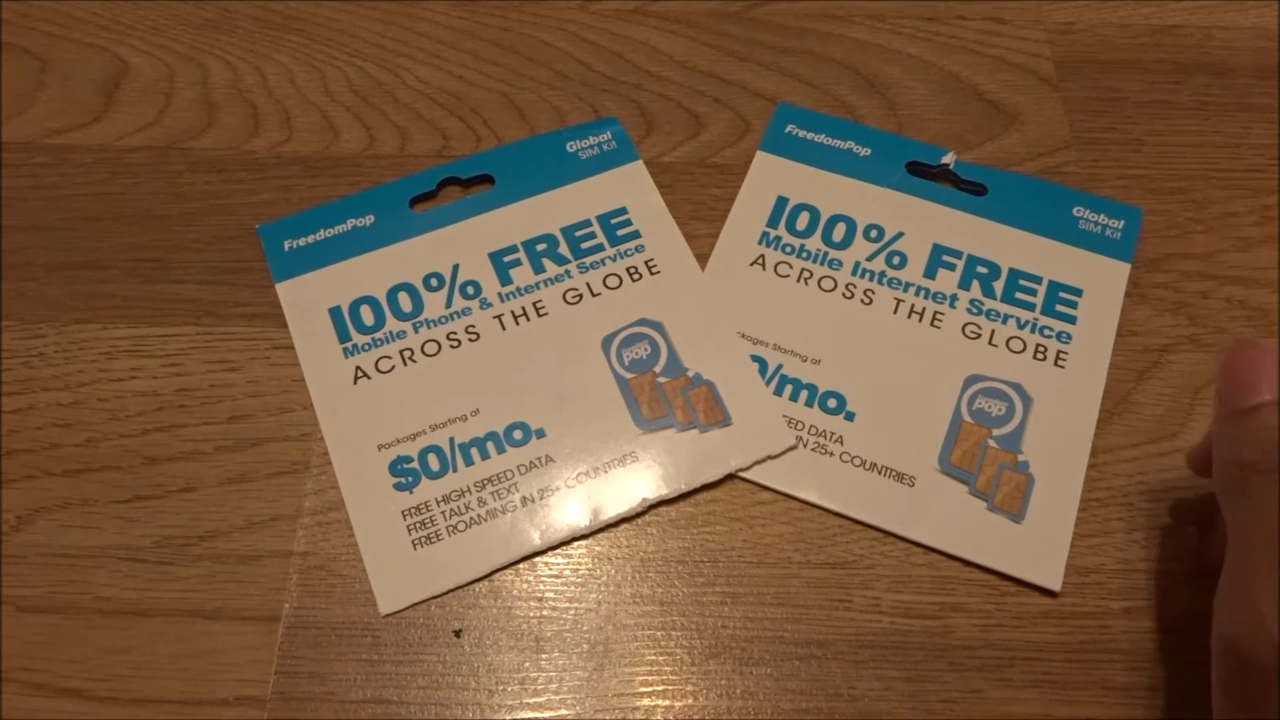 FreedomPop
Global
SIM Kit
100% FREE
Mobile Phone & Internet Service
ACROSS THE GLOBE
pop
Packages Starting at
$0/mo.
FREE HIGH SPEED DATA
FREE TALK & TEXT
FREE ROAMING IN 25+ COUNTRIES
FreedomPop
Global
SIM Kit
100% FREE
Mobile Internet Service
ACROSS THE GLOBE
Starting at
/mo.
DATA
IN 25+ COUNTRIES
freedom
pop